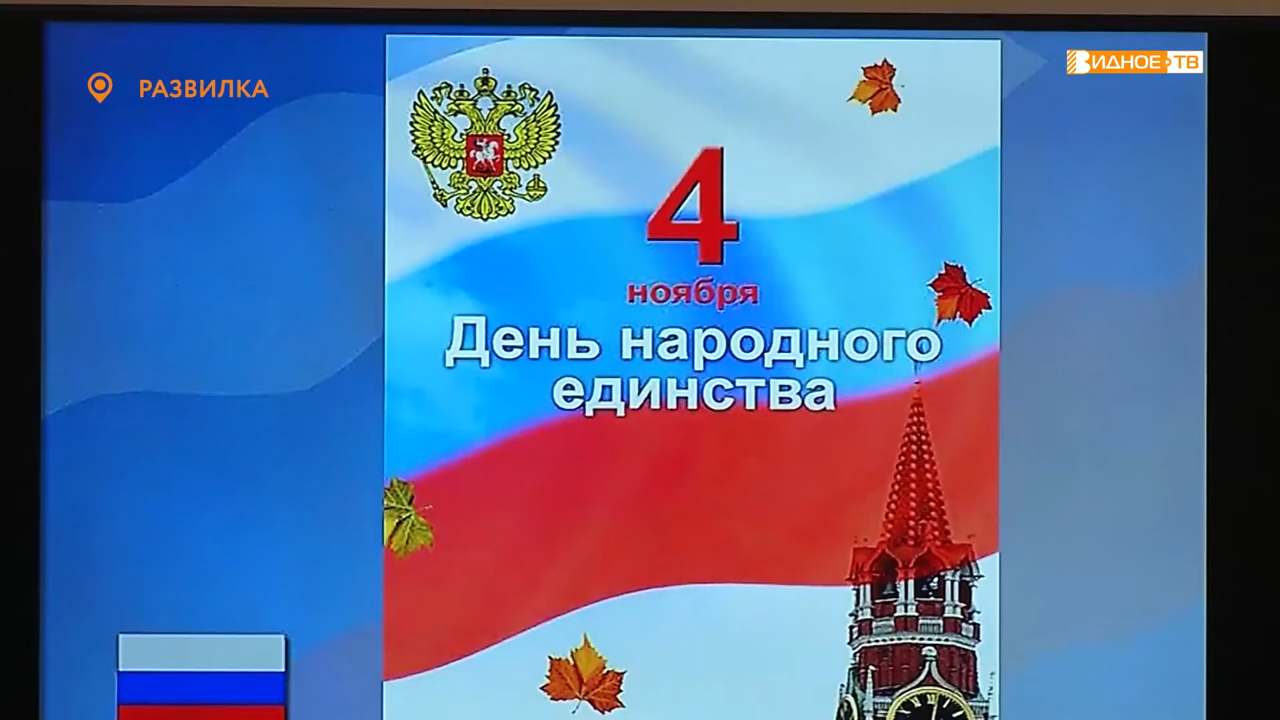 РАЗВИЛКА
ВИДНОЕ ТВ
4
ноября
День народного
единства